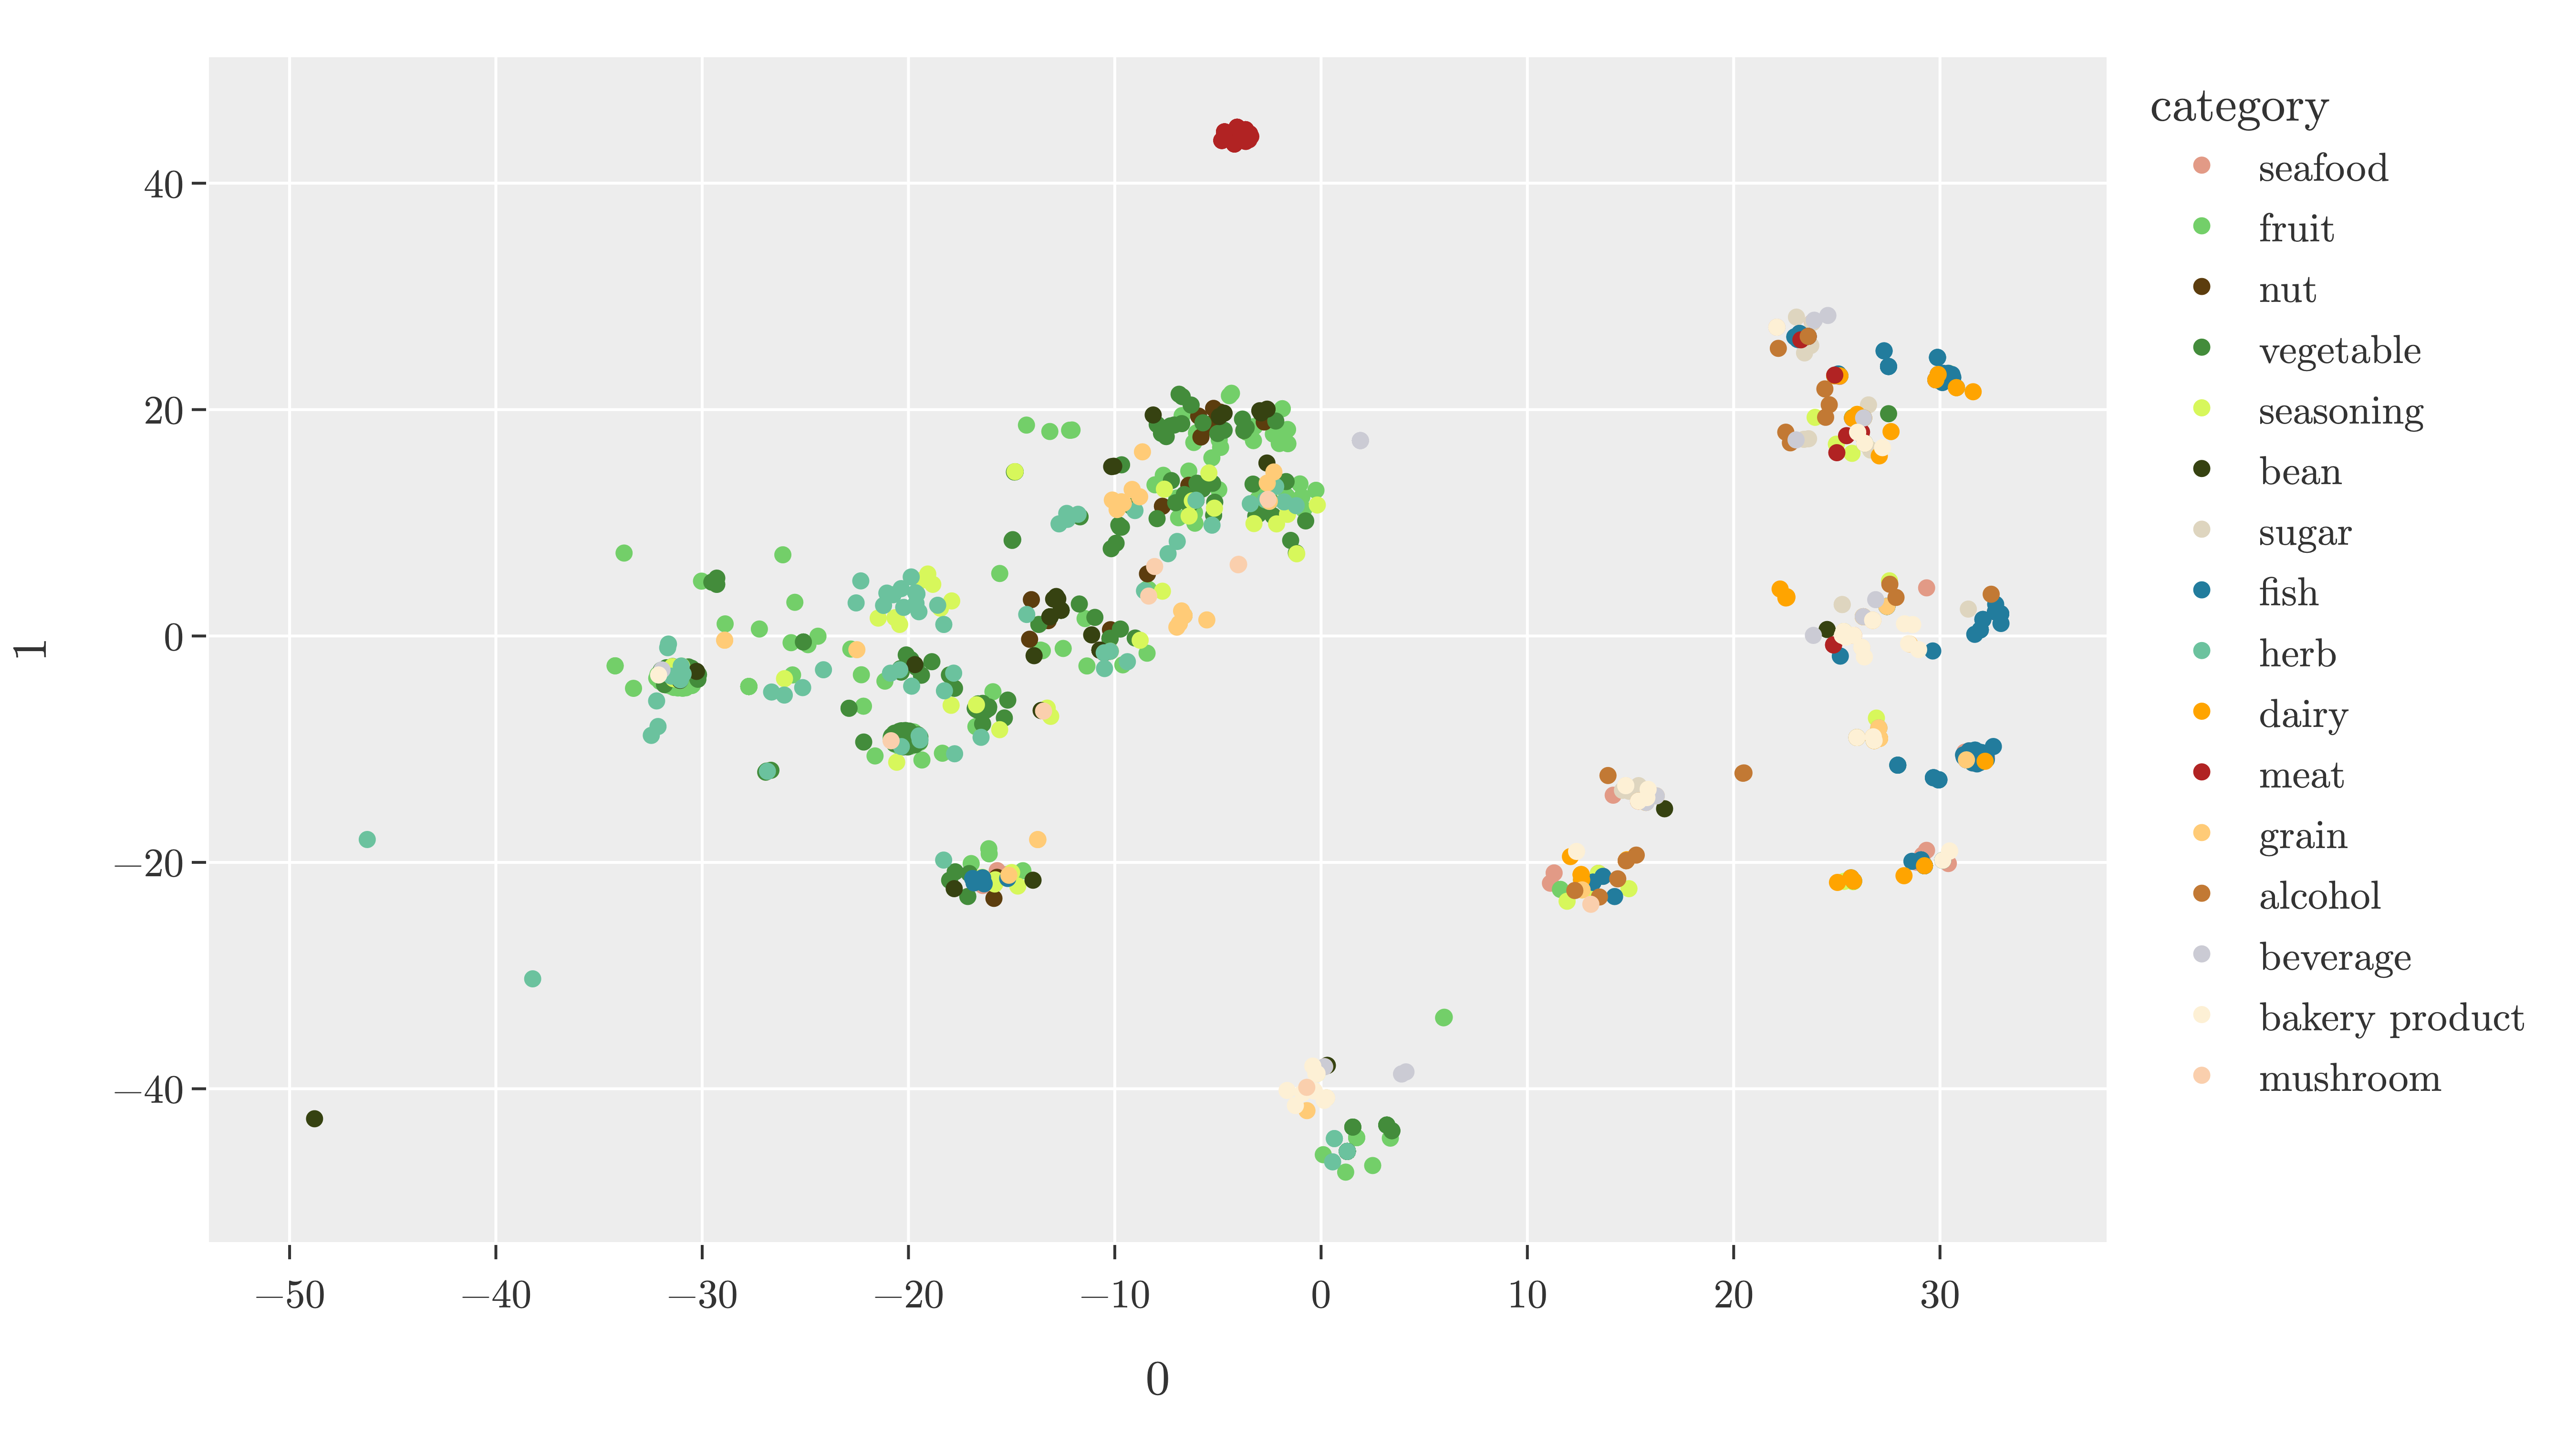 category
seafood
fruit
nut
vegetable
seasoning
bean
sugar
fish
herb
dairy
meat
grain
alcohol
beverage
bakery product
mushroom
40
20
0
−20
−40
1
−50 −40 −30 −20 −10 0 10 20 30
0